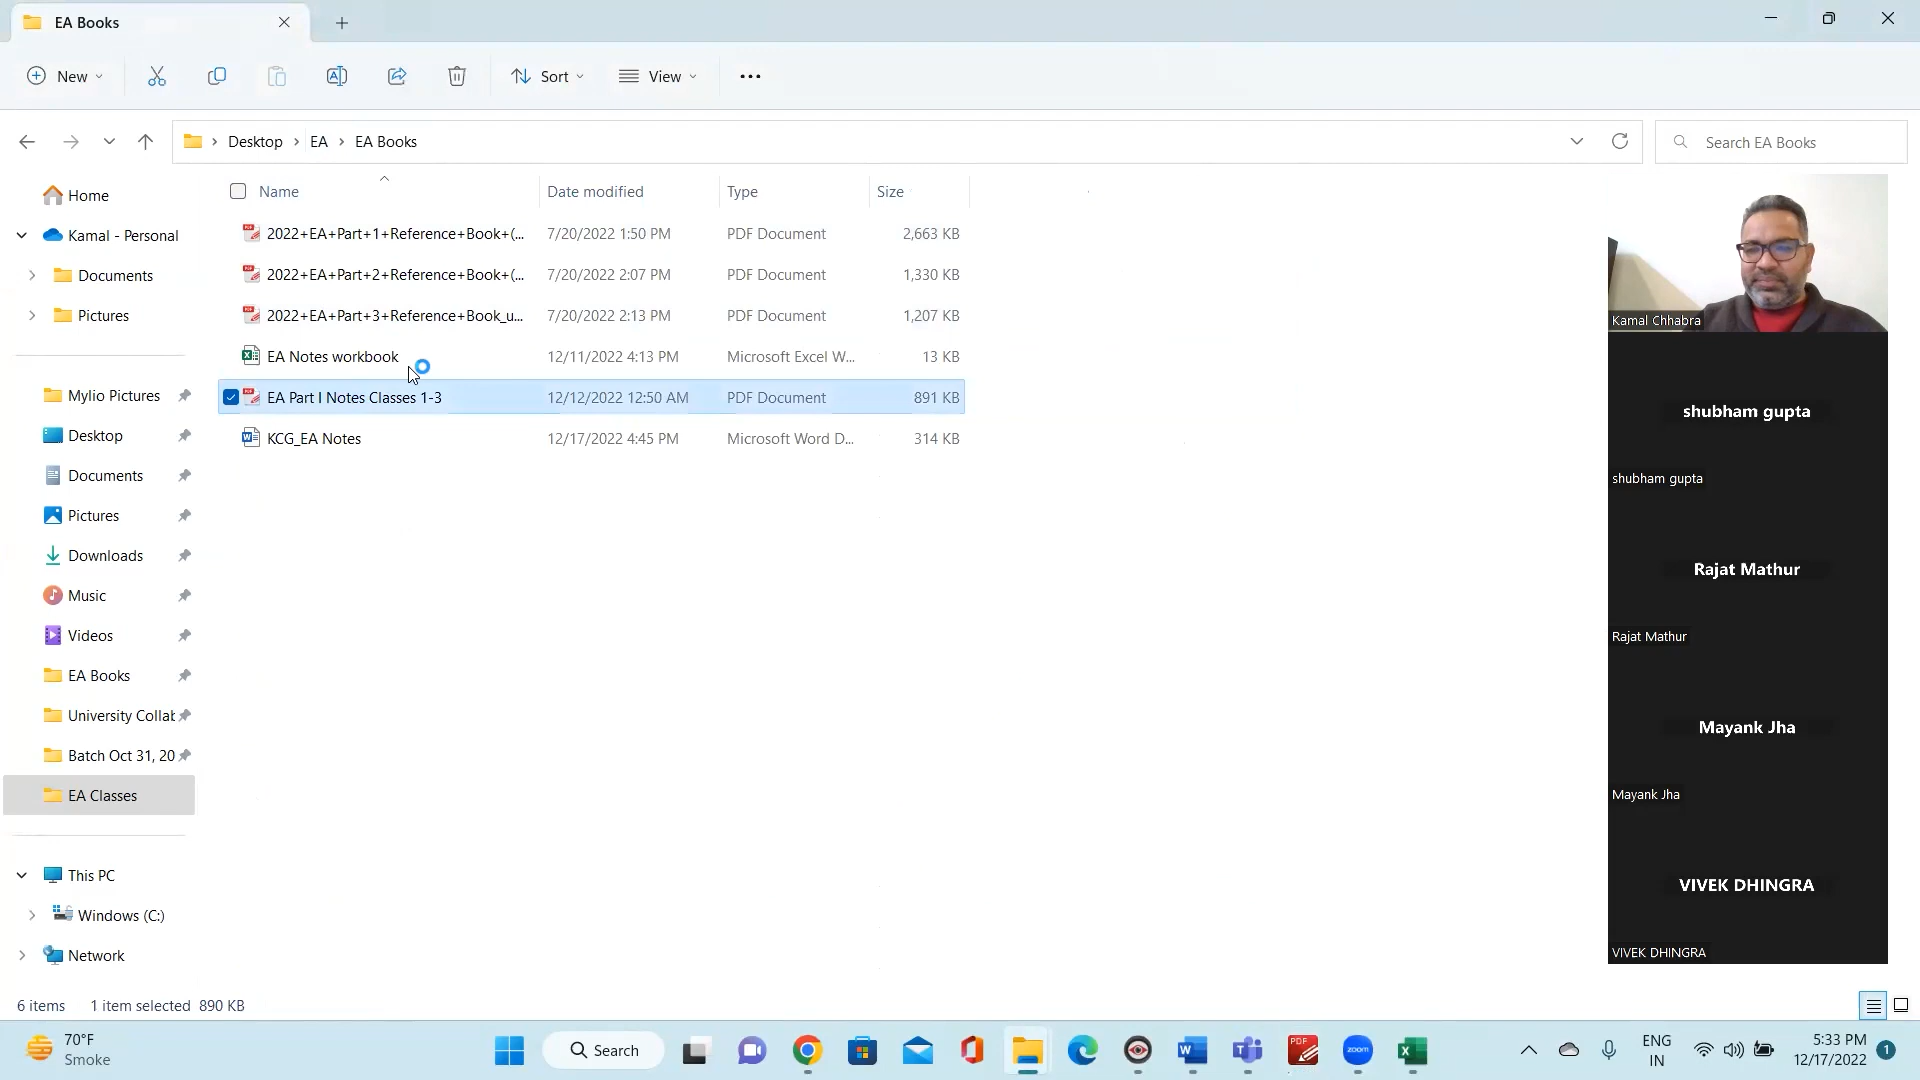 EA Books
New
Sort
View
Desktop
EA
EA Books
Search EA Books
Name
Date modified
Type
Size
2022+EA+Part+1+Reference+Book+(... 7/20/2022 1:50 PM PDF Document 2,663 KB
2022+EA+Part+2+Reference+Book+(... 7/20/2022 2:07 PM PDF Document 1,330 KB
2022+EA+Part+3+Reference+Book_u... 7/20/2022 2:13 PM PDF Document 1,207 KB
EA Notes workbook 12/11/2022 4:13 PM Microsoft Excel W... 13 KB
EA Part I Notes Classes 1-3 12/12/2022 12:50 AM PDF Document 891 KB
KCG_EA Notes 12/17/2022 4:45 PM Microsoft Word D... 314 KB
Home
Kamal - Personal
Documents
Pictures
Mylio Pictures
Desktop
Documents
Pictures
Downloads
Music
Videos
EA Books
University Collab
Batch Oct 31, 20
EA Classes
This PC
Windows (C:)
Network
Kamal Chhabra
shubham gupta
shubham gupta
Rajat Mathur
Rajat Mathur
Mayank Jha
Mayank Jha
VIVEK DHINGRA
VIVEK DHINGRA
6 items 1 item selected 890 KB
70°F
Smoke
Search
PDF
zoom
ENG
IN
5:33 PM
12/17/2022
1